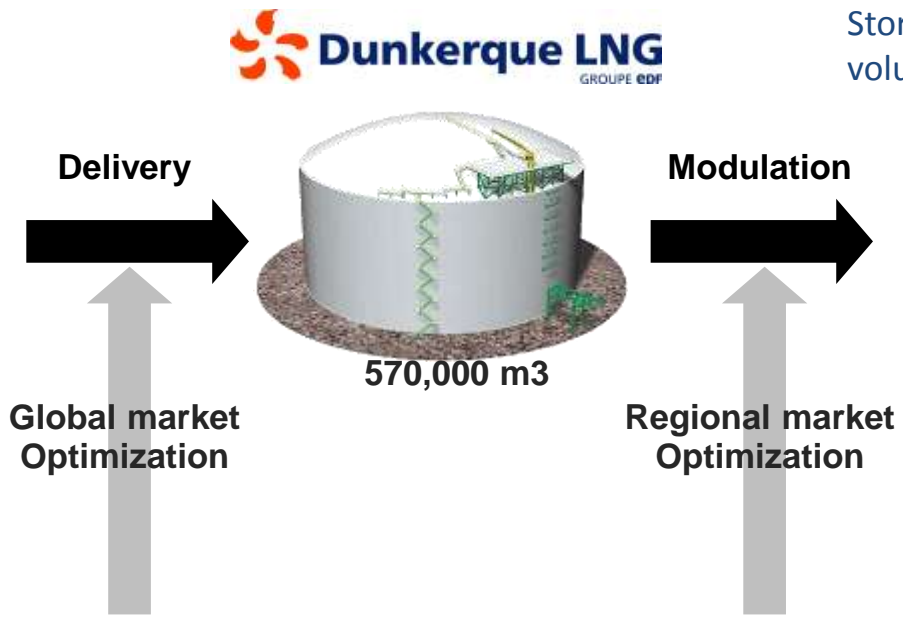 Dunkerque LNG
GROUPE EDF
Delivery
Modulation
570,000 m3
Global market
Optimization
Regional market
Optimization